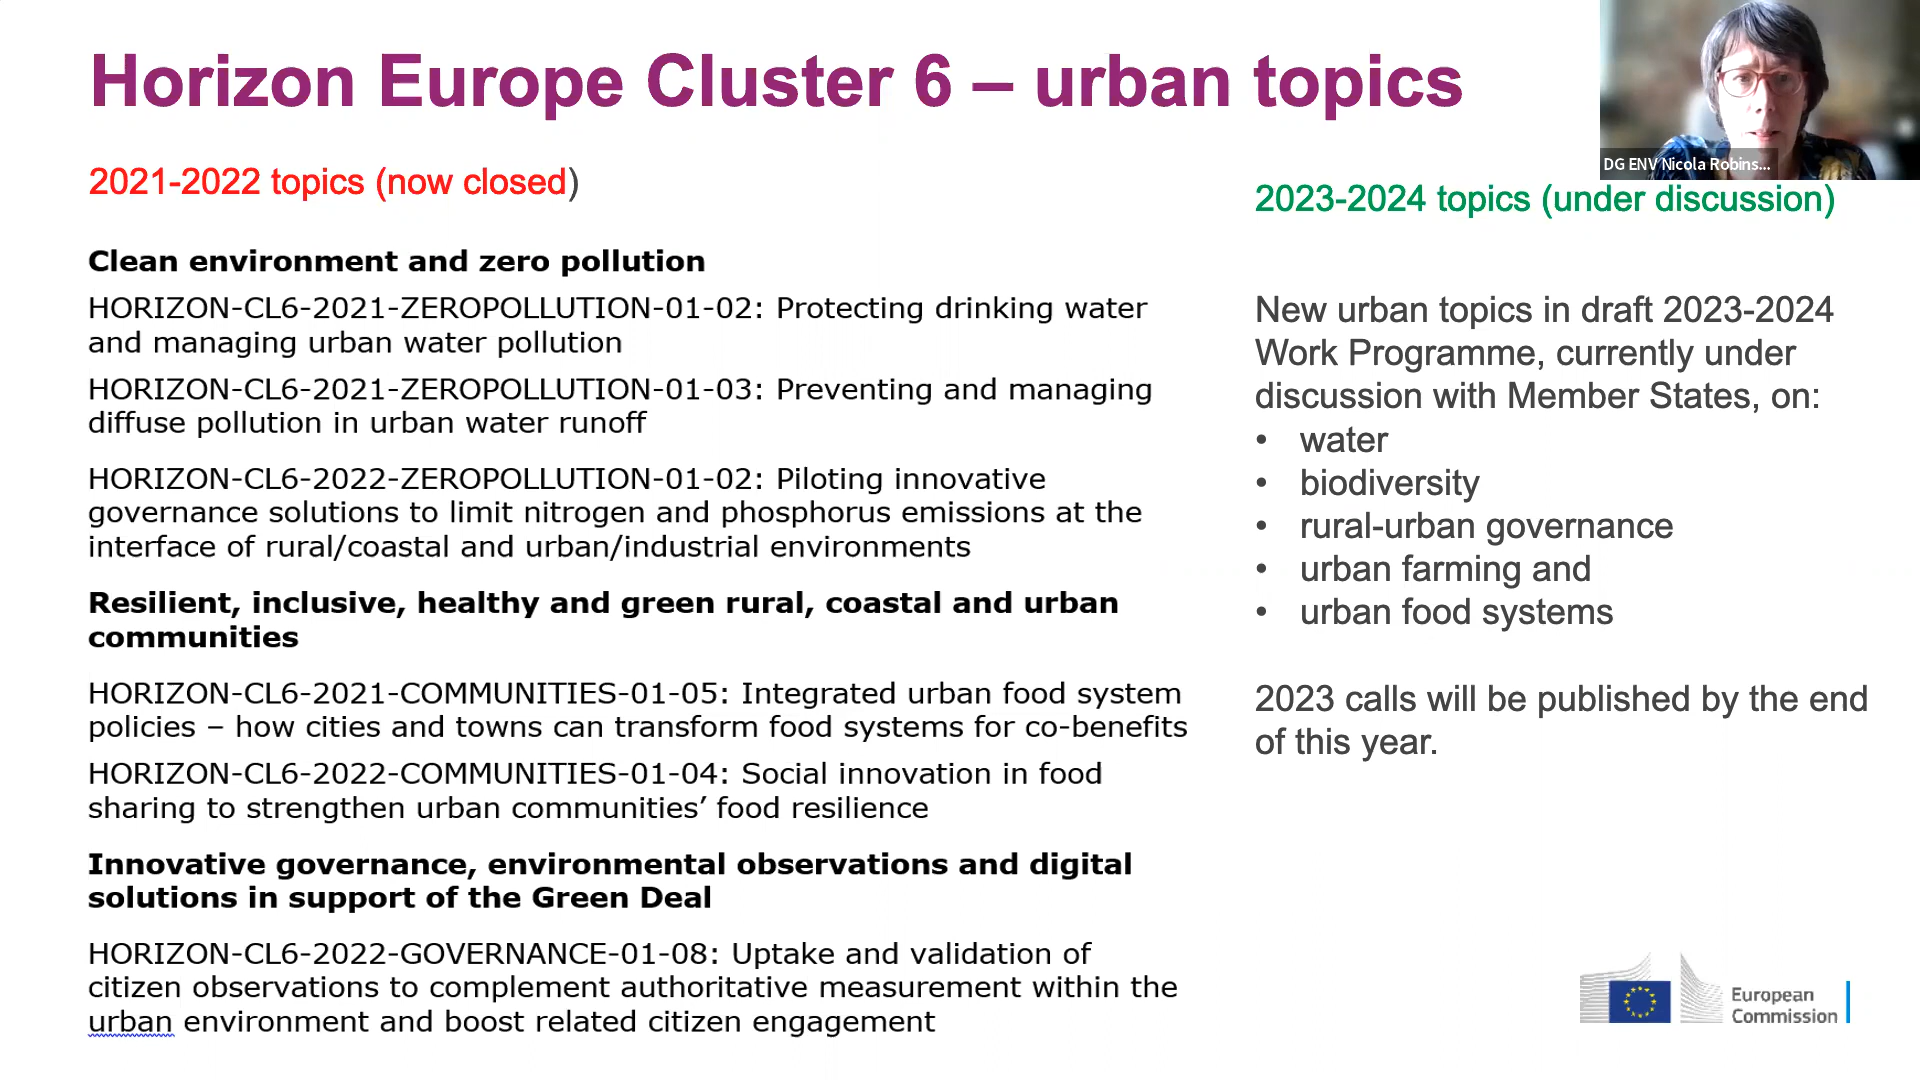 Horizon Europe Cluster 6 – urban topics
DG ENV Nicola Robins...
2021-2022 topics (now closed)
Clean environment and zero pollution
HORIZON-CL6-2021-ZEROPOLLUTION-01-02: Protecting drinking water
and managing urban water pollution
HORIZON-CL6-2021-ZEROPOLLUTION-01-03: Preventing and managing
diffuse pollution in urban water runoff
HORIZON-CL6-2022-ZEROPOLLUTION-01-02: Piloting innovative
governance solutions to limit nitrogen and phosphorus emissions at the
interface of rural/coastal and urban/industrial environments
Resilient, inclusive, healthy and green rural, coastal and urban
communities
HORIZON-CL6-2021-COMMUNITIES-01-05: Integrated urban food system
policies – how cities and towns can transform food systems for co-benefits
HORIZON-CL6-2022-COMMUNITIES-01-04: Social innovation in food
sharing to strengthen urban communities’ food resilience
Innovative governance, environmental observations and digital
solutions in support of the Green Deal
HORIZON-CL6-2022-GOVERNANCE-01-08: Uptake and validation of
citizen observations to complement authoritative measurement within the
urban environment and boost related citizen engagement
2023-2024 topics (under discussion)
New urban topics in draft 2023-2024
Work Programme, currently under
discussion with Member States, on:
• water
• biodiversity
• rural-urban governance
• urban farming and
• urban food systems
2023 calls will be published by the end
of this year.
European
Commission